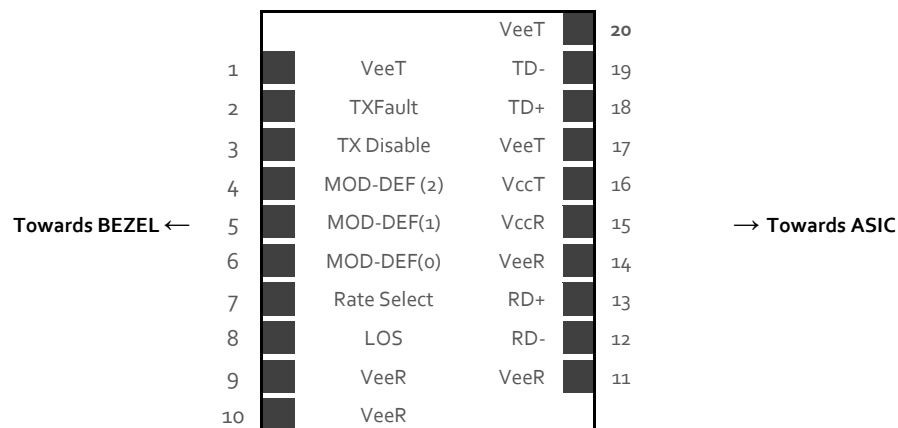 VeeT 20
1 VeeT TD- 19
2 TXFault TD+ 18
3 TX Disable VeeT 17
4 MOD-DEF (2) VccT 16
Towards BEZEL ← 5 MOD-DEF(1) VccR 15 → Towards ASIC
6 MOD-DEF(0) VeeR 14
7 Rate Select RD+ 13
8 LOS RD- 12
9 VeeR VeeR 11
10 VeeR